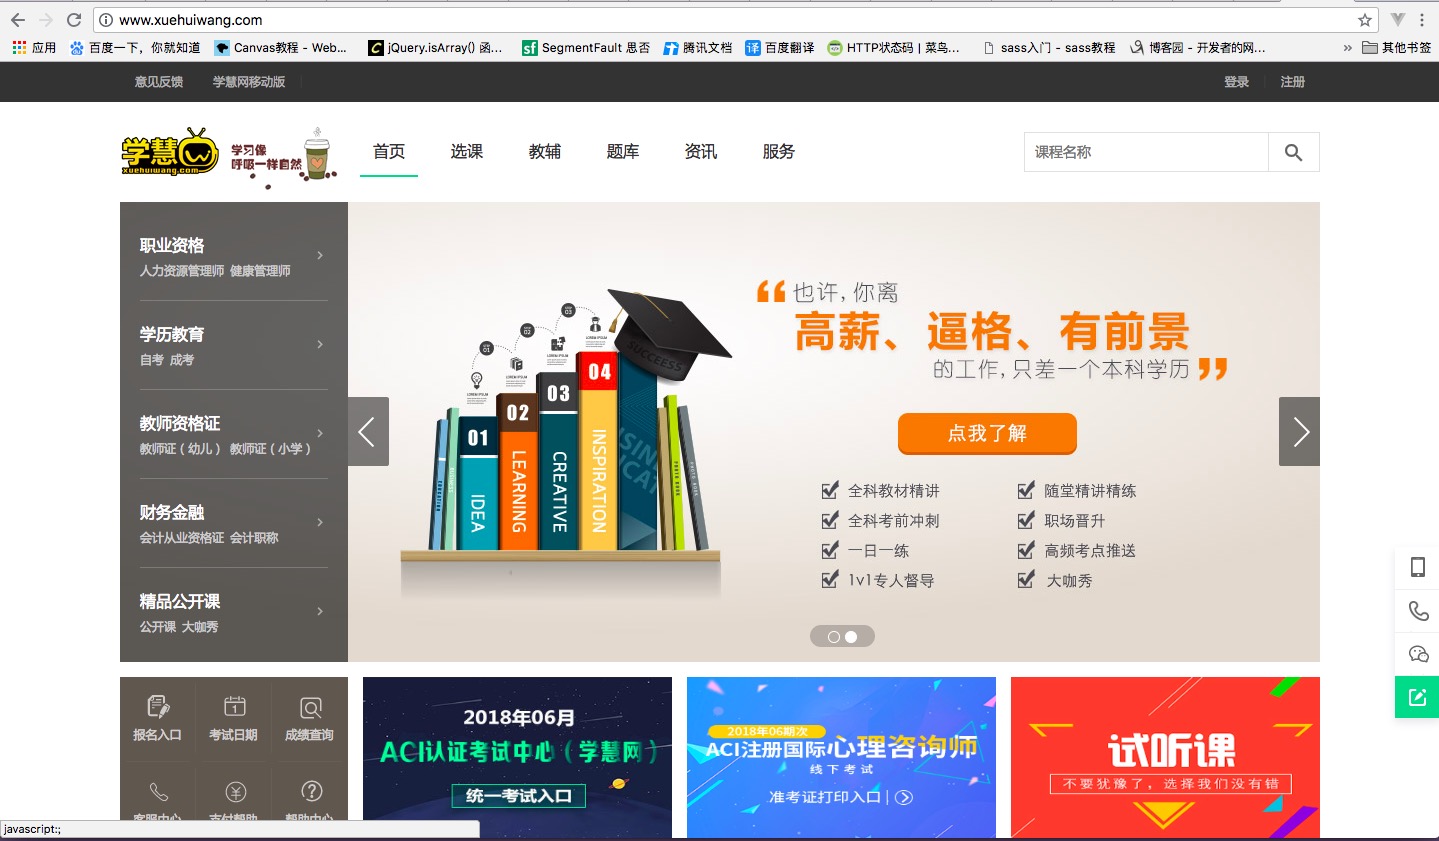 www.xuehuiwang.com
应用 百度一下，你就知道 Canvas教程 - Web... jQuery.isArray() 函... SegmentFault 思否 腾讯文档 百度翻译 HTTP状态码 | 菜鸟... sass入门 - sass教程 博客园 - 开发者的网... » 其他书签
意见反馈 学慧网移动版 登录 注册
学慧
xuehuiwang.com
学习像
呼吸一样自然
首页 选课 教辅 题库 资讯 服务
课程名称
职业资格
人力资源管理师 健康管理师
学历教育
自考 成考
教师资格证
教师证（幼儿） 教师证（小学）
财务金融
会计从业资格证 会计职称
精品公开课
公开课 大咖秀
01
02
03
LOREM IPSUM
LOREM IPSUM
LOREM IPSUM
LOREM IPSUM
SUCCEESS
01 IDEA
02 LEARNING
03 CREATIVE
04 INSPIRATION
PHOTO BOOK
“也许，你离
高薪、逼格、有前景
的工作，只差一个本科学历”
点我了解
全科教材精讲 随堂精讲精练
全科考前冲刺 职场晋升
一日一练 高频考点推送
1v1专人督导 大咖秀
报名入口 考试日期 成绩查询
1
客服中心 支付帮助 帮助中心
2018年06月
ACI认证考试中心（学慧网）
统一考试入口
2018年06期次
ACI注册国际心理咨询师
线下考试
准考证打印入口 |
试听课
不要犹豫了，选择我们没有错
javascript:;